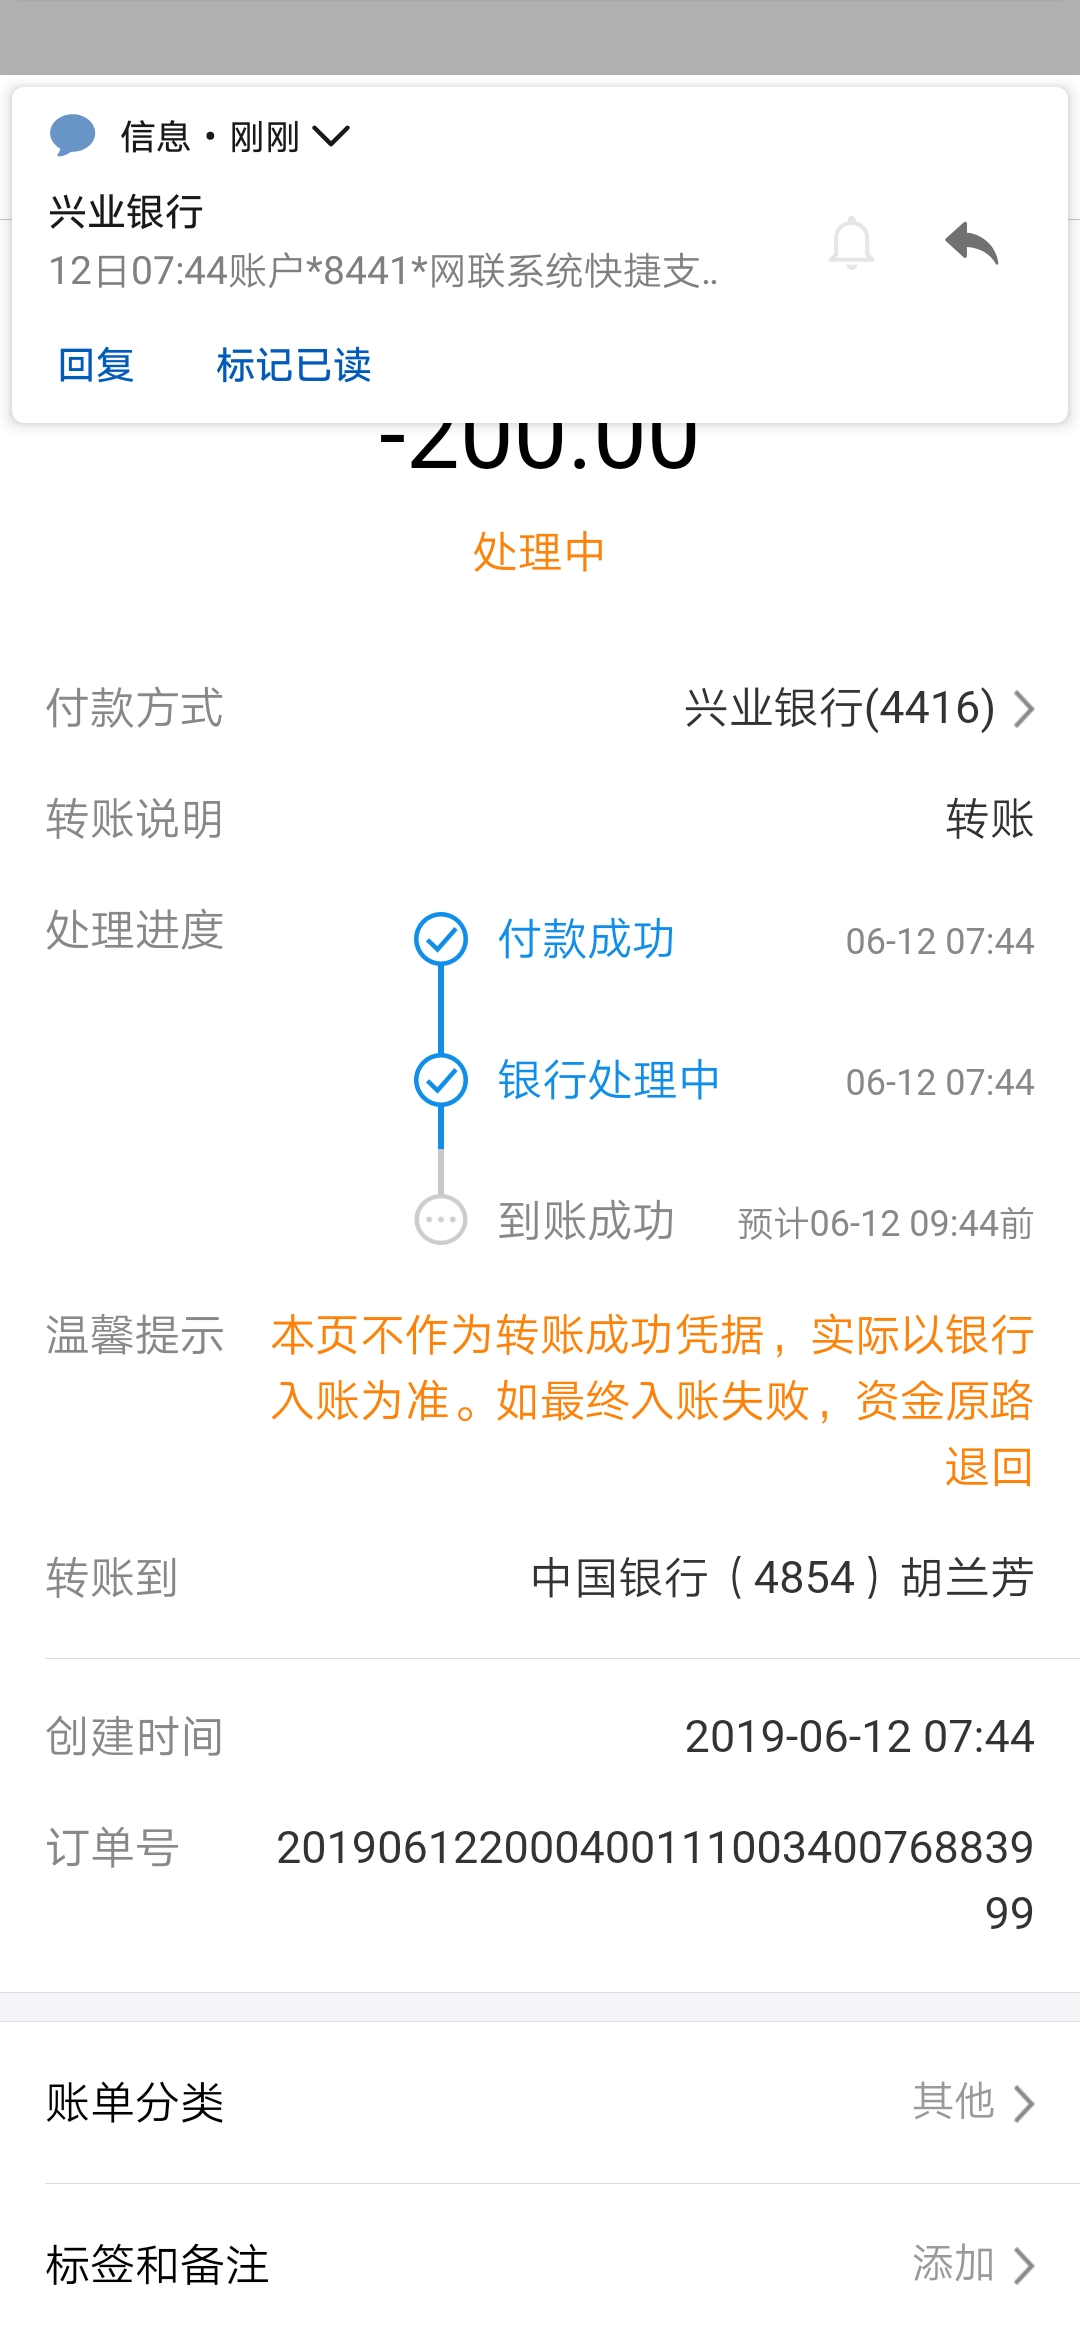 信息 • 刚刚
兴业银行
12日07:44账户*8441*网联系统快捷支..
回复 标记已读
-200.00
处理中
付款方式 兴业银行(4416)
转账说明 转账
处理进度 付款成功 06-12 07:44
银行处理中 06-12 07:44
到账成功 预计06-12 09:44前
温馨提示 本页不作为转账成功凭据，实际以银行
入账为准。如最终入账失败，资金原路
退回
转账到 中国银行（4854）胡兰芳
创建时间 2019-06-12 07:44
订单号 201906122000400111003400768839
99
账单分类 其他
标签和备注 添加